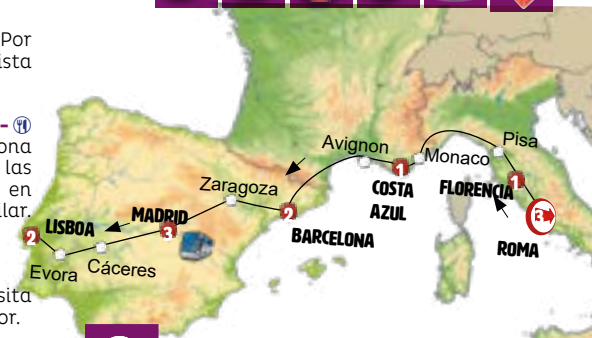 Por
ista
-
ona
las
en
llar.
sita
or.
Avignon
Pisa
1
Monaco
Zaragoza
COSTA
AZUL
FLORENCIA
1
LISBOA
MADRID
2
BARCELONA
3
ROMA
2
3
Evora
Cáceres